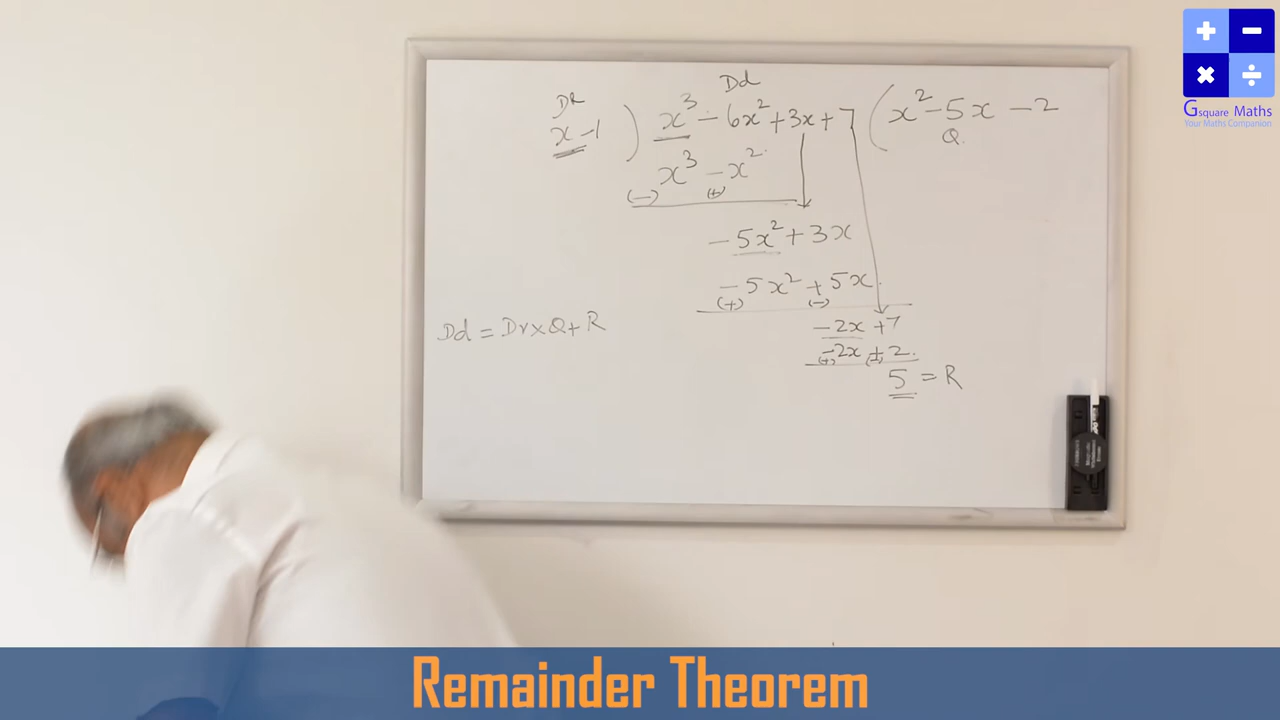 + −
× ÷
Gsquare Maths
Your Maths Companion
Dr Dd
x-1 ) x³ - 6x² + 3x + 7 ( x² - 5x - 2
Q
x³ - x²
(-) (+)
- 5x² + 3x
- 5x² + 5x
(+) (-)
Dd = Dr x Q + R
- 2x + 7
- 2x + 2
(+) (-)
5 = R
Remainder Theorem